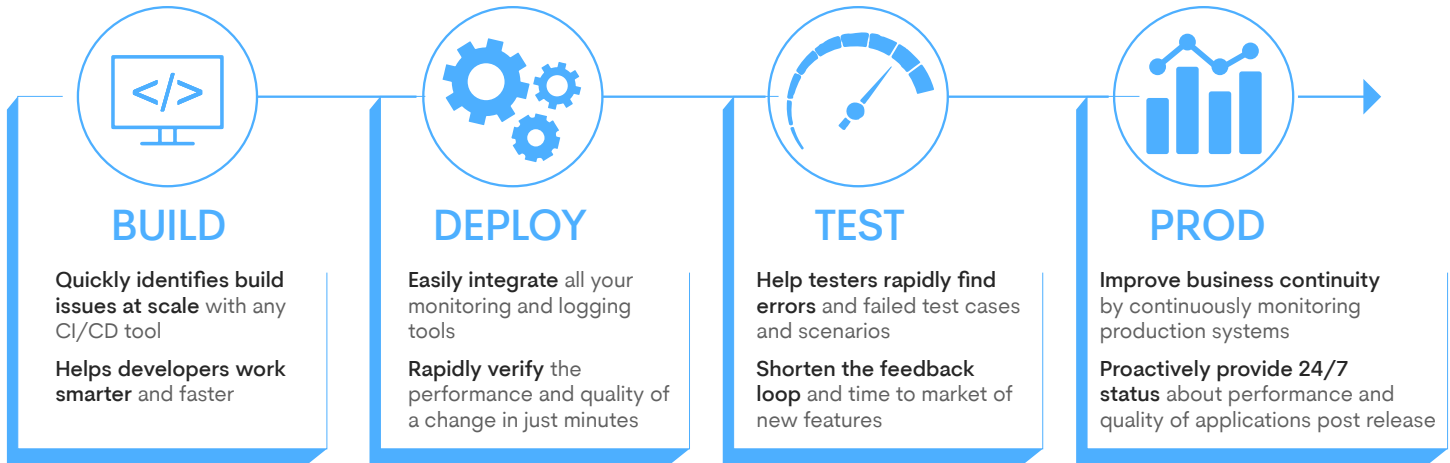 </>
BUILD
Quickly identifies build
issues at scale with any
CI/CD tool
Helps developers work
smarter and faster
DEPLOY
Easily integrate all your
monitoring and logging
tools
Rapidly verify the
performance and quality of
a change in just minutes
TEST
Help testers rapidly find
errors and failed test cases
and scenarios
Shorten the feedback
loop and time to market of
new features
PROD
Improve business continuity
by continuously monitoring
production systems
Proactively provide 24/7
status about performance and
quality of applications post release